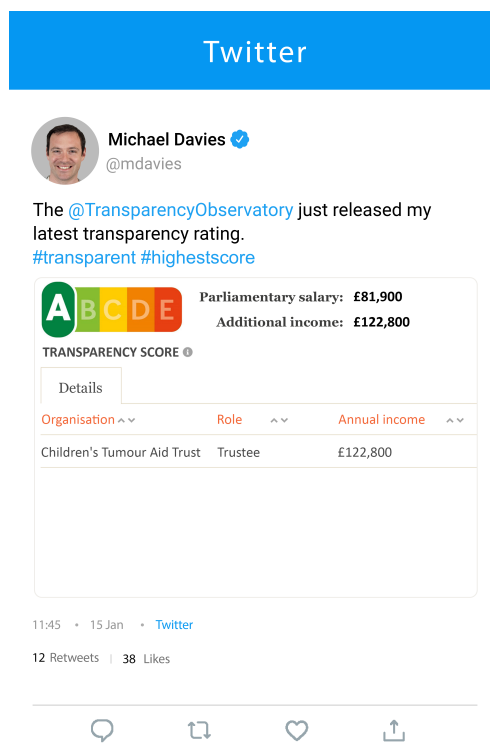 Twitter
Michael Davies
@mdavies
The @TransparencyObservatory just released my
latest transparency rating.
#transparent #highestscore
A B C D E
Parliamentary salary: £81,900
Additional income: £122,800
TRANSPARENCY SCORE
Details
Organisation Role Annual income
Children's Tumour Aid Trust Trustee £122,800
11:45 • 15 Jan • Twitter
12 Retweets | 38 Likes